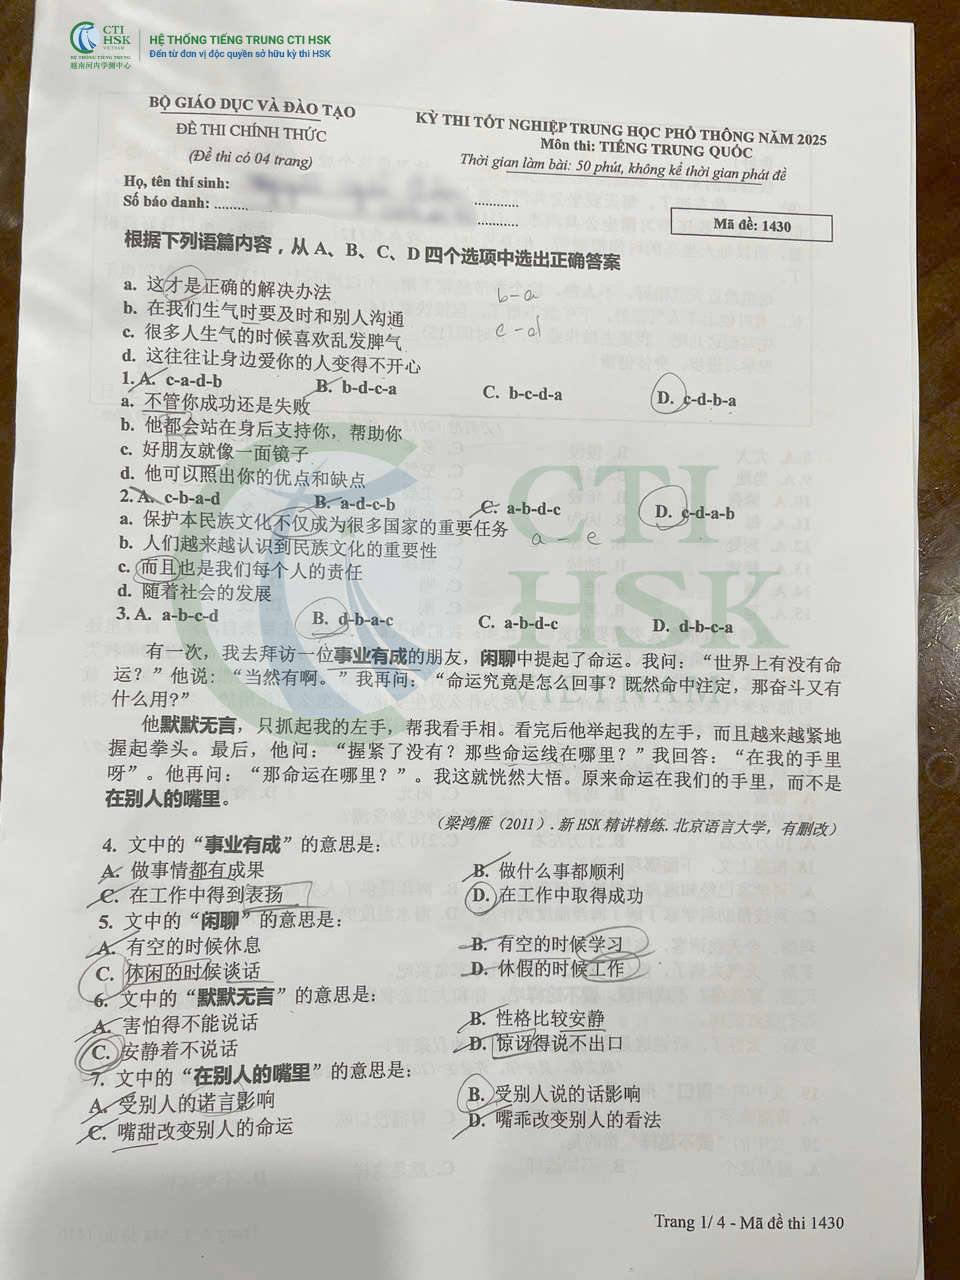 CTI
HSK
VIETNAM
HỆ THỐNG TIẾNG TRUNG
越南河内学测中心
HỆ THỐNG TIẾNG TRUNG CTI HSK
Đến từ đơn vị độc quyền sở hữu kỳ thi HSK
BỘ GIÁO DỤC VÀ ĐÀO TẠO
ĐỀ THI CHÍNH THỨC
(Đề thi có 04 trang)
KỲ THI TỐT NGHIỆP TRUNG HỌC PHỔ THÔNG NĂM 2025
Môn thi: TIẾNG TRUNG QUỐC
Thời gian làm bài: 50 phút, không kể thời gian phát đề
Họ, tên thí sinh: ............
Số báo danh: ............
Mã đề: 1430
根据下列语篇内容，从 A、B、C、D 四个选项中选出正确答案
a. 这才是正确的解决办法
b. 在我们生气时要及时和别人沟通
c. 很多人生气的时候喜欢乱发脾气
d. 这往往让身边爱你的人变得不开心
b-a
c-d
1. A. c-a-d-b B. b-d-c-a C. b-c-d-a D. c-d-b-a
a. 不管你成功还是失败
b. 他都会站在身后支持你，帮助你
c. 好朋友就像一面镜子
d. 他可以照出你的优点和缺点
2. A. c-b-a-d B. a-d-c-b C. a-b-d-c D. c-d-a-b
a. 保护本民族文化不仅成为很多国家的重要任务
b. 人们越来越认识到民族文化的重要性
c. 而且也是我们每个人的责任
d. 随着社会的发展
a - c
3. A. a-b-c-d B. d-b-a-c C. a-b-d-c D. d-b-c-a
CTI
HSK
VIETNAM
有一次，我去拜访一位事业有成的朋友，闲聊中提起了命运。我问：“世界上有没有命
运？”他说：“当然有啊。”我再问：“命运究竟是怎么回事？既然命中注定，那奋斗又有
什么用?”
他默默无言，只抓起我的左手，帮我看手相。看完后他举起我的左手，而且越来越紧地
握起拳头。最后，他问：“握紧了没有？那些命运线在哪里？”我回答：“在我的手里
呀”。他再问：“那命运在哪里？”。我这就恍然大悟。原来命运在我们的手里，而不是
在别人的嘴里。
（梁鸿雁（2011）. 新 HSK 精讲精练. 北京语言大学，有删改）
4. 文中的“事业有成”的意思是：
A. 做事情都有成果 B. 做什么事都顺利
C. 在工作中得到表扬 D. 在工作中取得成功
5. 文中的“闲聊”的意思是：
A. 有空的时候休息 B. 有空的时候学习
C. 休闲的时候谈话 D. 休假的时候工作
6. 文中的“默默无言”的意思是：
A. 害怕得不能说话 B. 性格比较安静
C. 安静着不说话 D. 惊讶得说不出口
7. 文中的“在别人的嘴里”的意思是：
A. 受别人的诺言影响 B. 受别人说的话影响
C. 嘴甜改变别人的命运 D. 嘴乖改变别人的看法
Trang 1/ 4 - Mã đề thi 1430